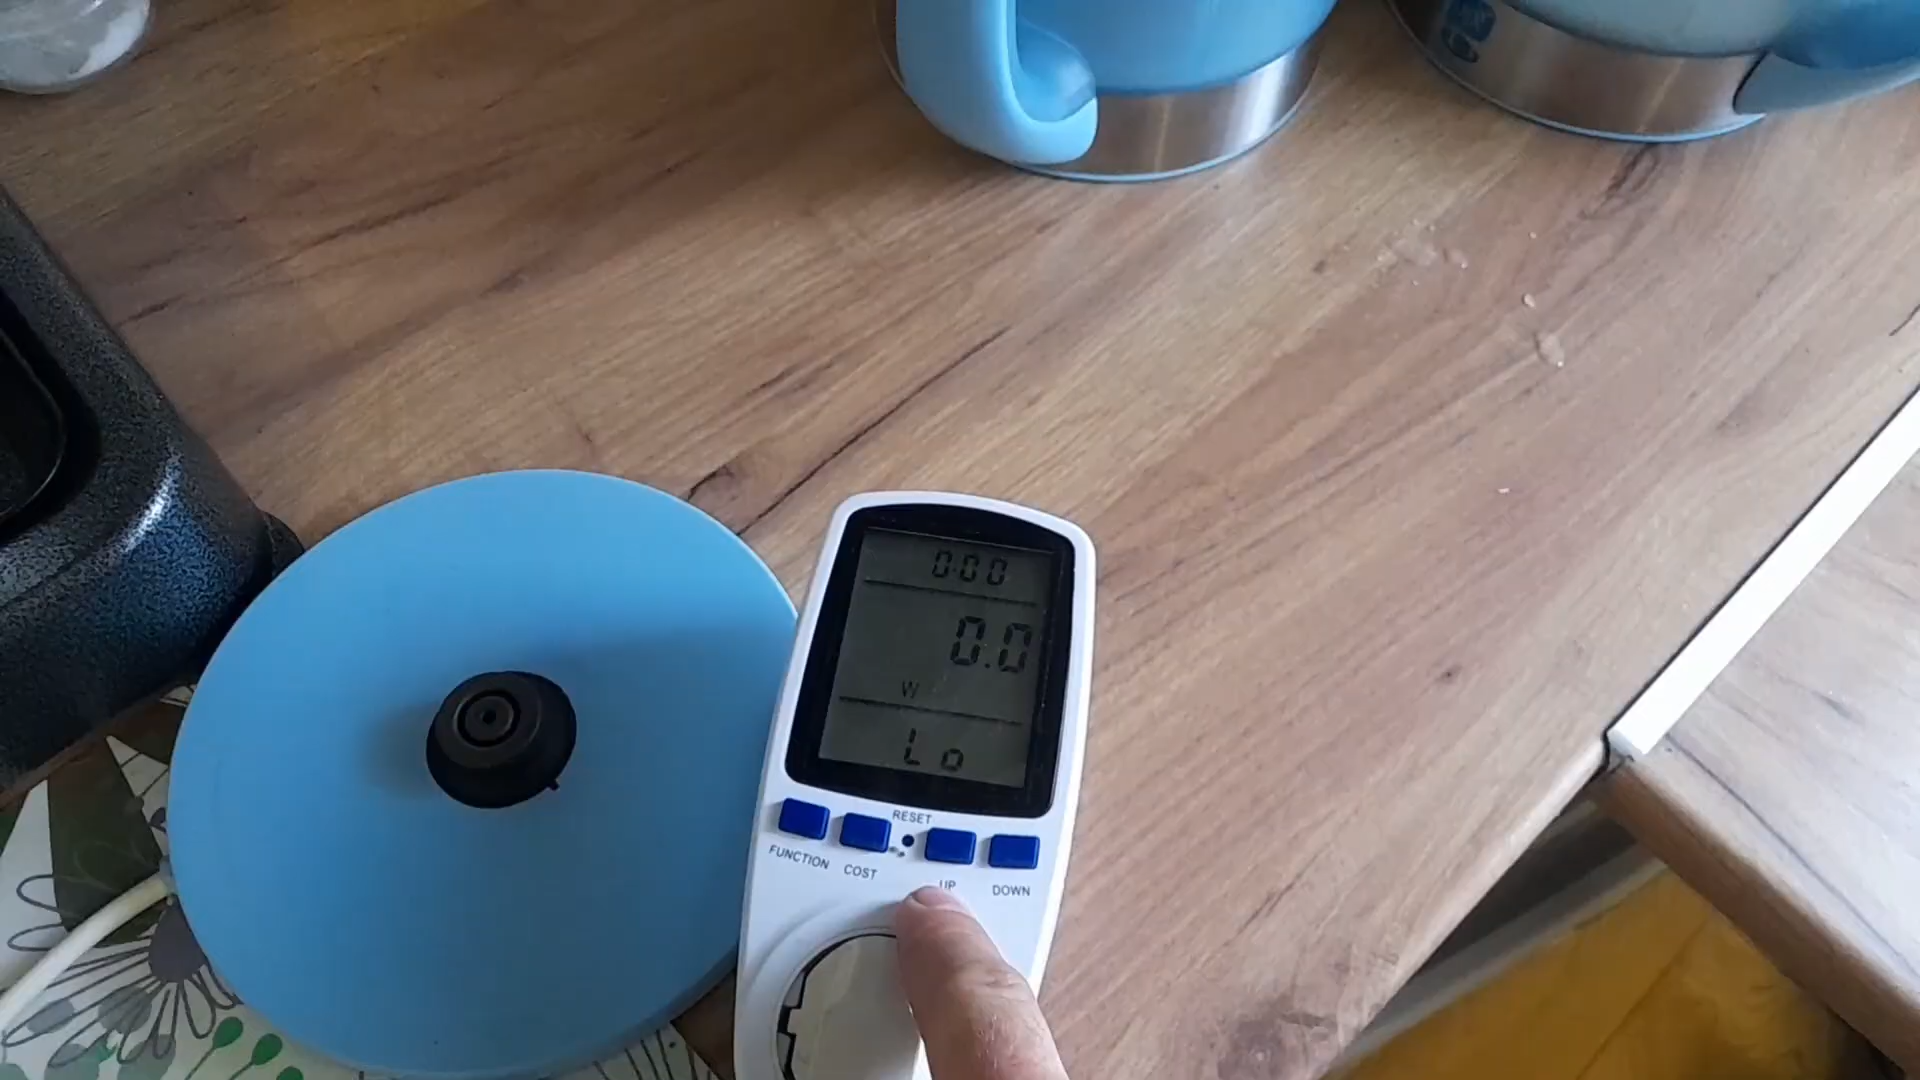 0:00
0.0
W
Lo
RESET
FUNCTION COST UP DOWN